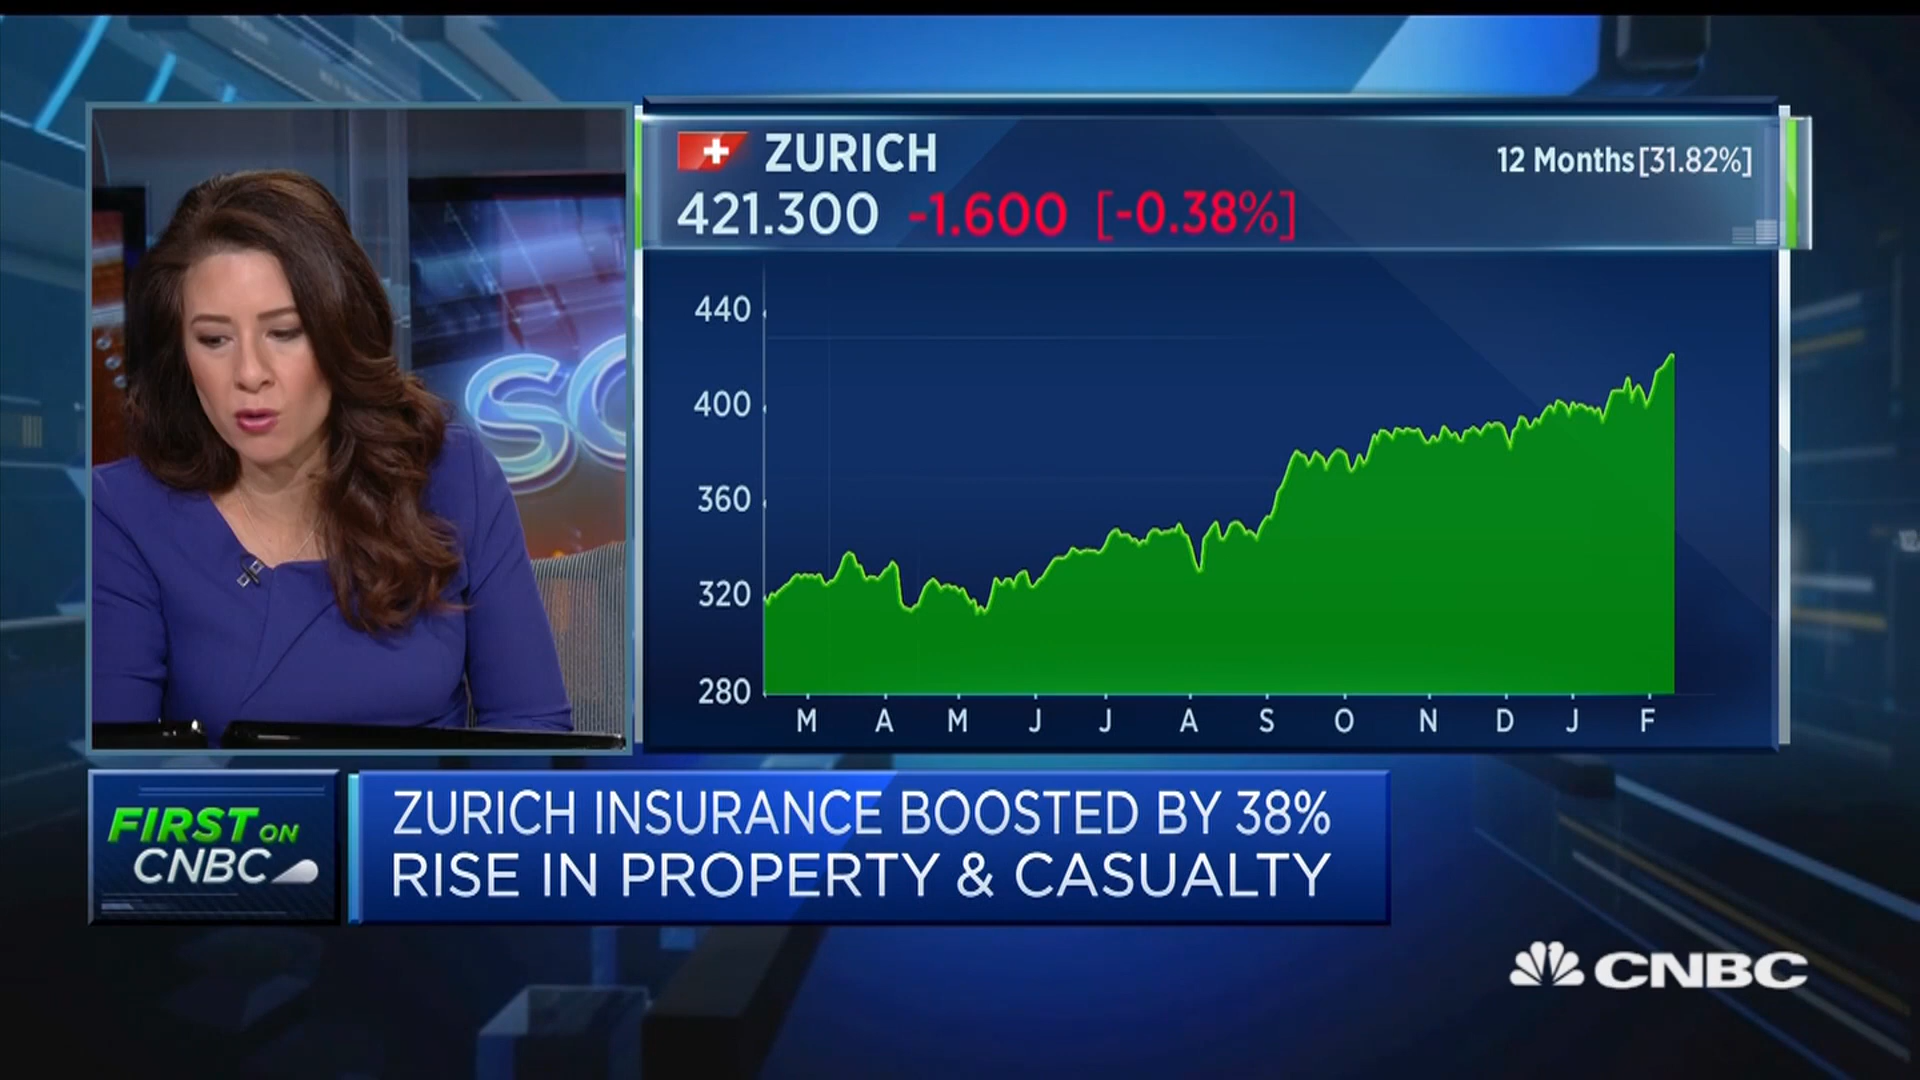 ZURICH
12 Months[31.82%]
421.300 -1.600 [-0.38%]
440
400
360
320
280
M A M J J A S O N D J F
FIRST ON
CNBC
ZURICH INSURANCE BOOSTED BY 38%
RISE IN PROPERTY & CASUALTY
CNBC